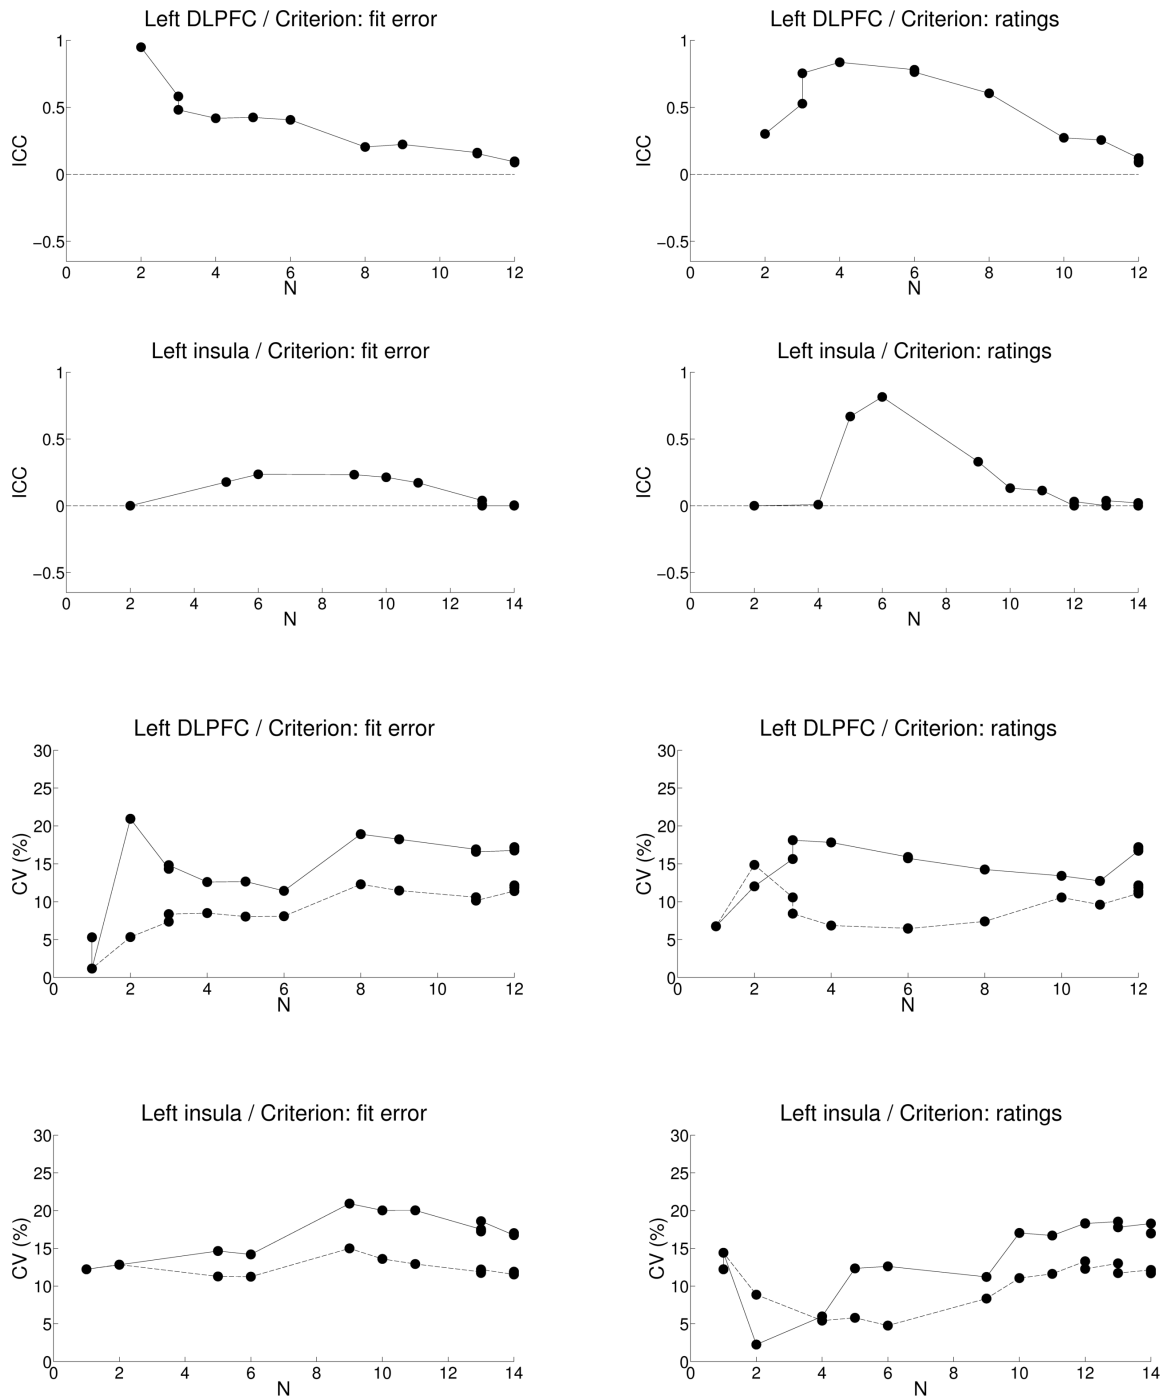 Left DLPFC / Criterion: fit error
1
0.5
0
−0.5
ICC
0 2 4 6 8 10 12
N
Left DLPFC / Criterion: ratings
1
0.5
0
−0.5
ICC
0 2 4 6 8 10 12
N
Left insula / Criterion: fit error
1
0.5
0
−0.5
ICC
0 2 4 6 8 10 12 14
N
Left insula / Criterion: ratings
1
0.5
0
−0.5
ICC
0 2 4 6 8 10 12 14
N
Left DLPFC / Criterion: fit error
30
25
20
15
10
5
0
CV (%)
0 2 4 6 8 10 12
N
Left DLPFC / Criterion: ratings
30
25
20
15
10
5
0
CV (%)
0 2 4 6 8 10 12
N
Left insula / Criterion: fit error
30
25
20
15
10
5
0
CV (%)
0 2 4 6 8 10 12 14
N
Left insula / Criterion: ratings
30
25
20
15
10
5
0
CV (%)
0 2 4 6 8 10 12 14
N